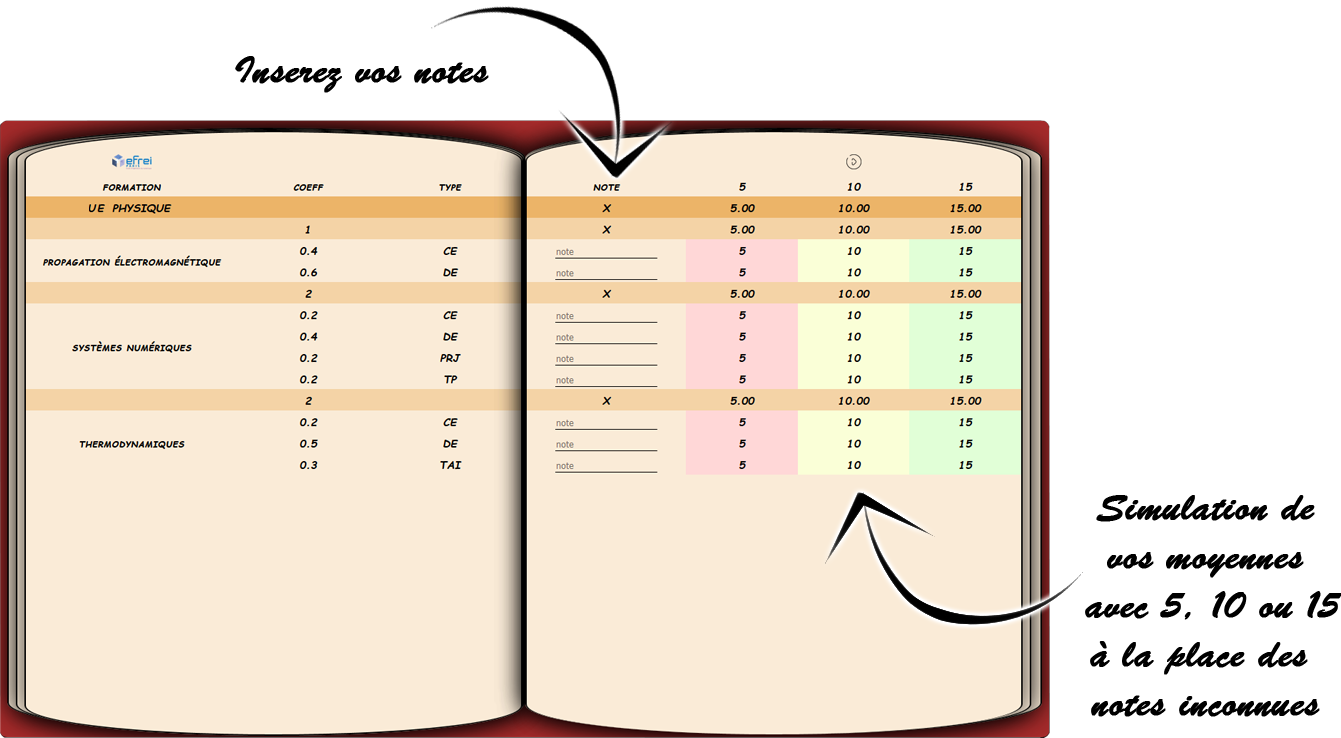 Inserez vos notes
efrei
FORMATION COEFF TYPE NOTE 5 10 15
UE PHYSIQUE X 5.00 10.00 15.00
1 X 5.00 10.00 15.00
0.4 CE note 5 10 15
PROPAGATION ÉLECTROMAGNÉTIQUE
0.6 DE note 5 10 15
2 X 5.00 10.00 15.00
0.2 CE note 5 10 15
0.4 DE note 5 10 15
SYSTÈMES NUMÉRIQUES
0.2 PRJ note 5 10 15
0.2 TP note 5 10 15
2 X 5.00 10.00 15.00
0.2 CE note 5 10 15
THERMODYNAMIQUES 0.5 DE note 5 10 15
0.3 TAI note 5 10 15
Simulation de
vos moyennes
avec 5, 10 ou 15
à la place des
notes inconnues